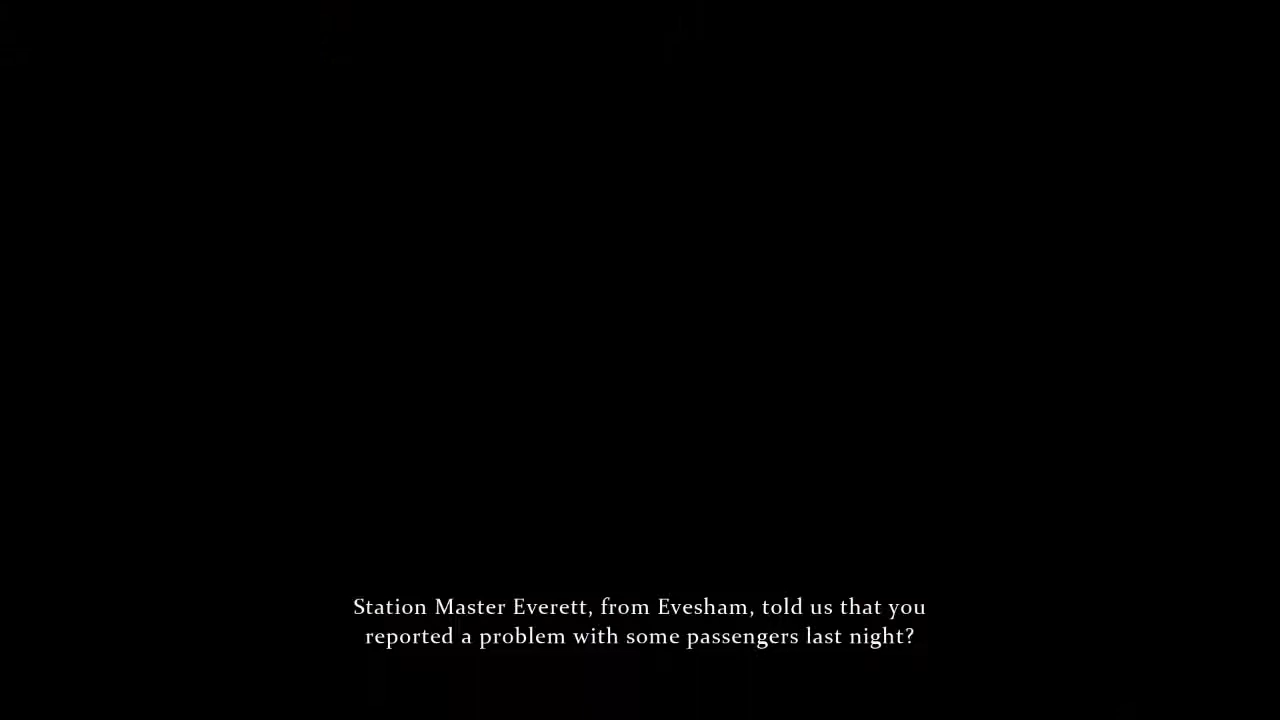 Station Master Everett, from Evesham, told us that you
reported a problem with some passengers last night?